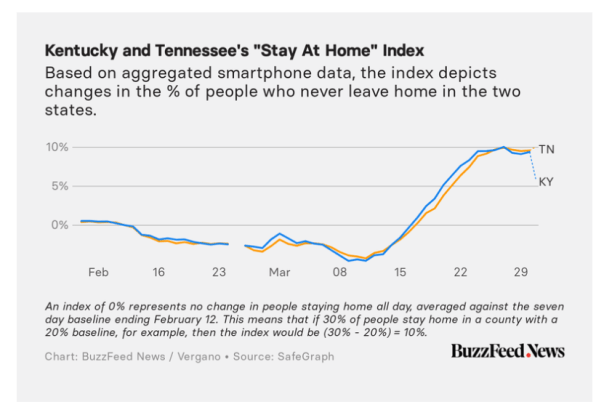 Kentucky and Tennessee's "Stay At Home" Index
Based on aggregated smartphone data, the index depicts
changes in the % of people who never leave home in the two
states.
10%
TN
5%
KY
0%
Feb 16 23 Mar 08 15 22 29
An index of 0% represents no change in people staying home all day, averaged against the seven
day baseline ending February 12. This means that if 30% of people stay home in a county with a
20% baseline, for example, then the index would be (30% - 20%) = 10%.
Chart: BuzzFeed News / Vergano • Source: SafeGraph
BuzzFeed.News